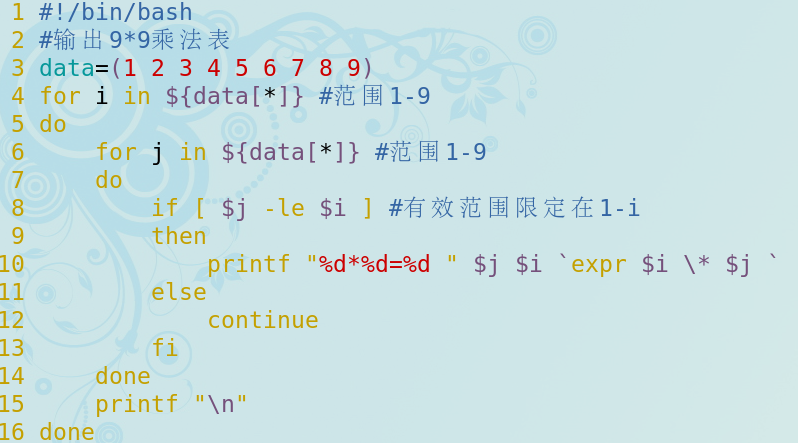 1 #!/bin/bash
2 #输出9*9乘法表
3 data=(1 2 3 4 5 6 7 8 9)
4 for i in ${data[*]} #范围1-9
5 do
6     for j in ${data[*]} #范围1-9
7     do
8         if [ $j -le $i ] #有效范围限定在1-i
9         then
10             printf "%d*%d=%d " $j $i `expr $i \* $j `
11         else
12             continue
13         fi
14     done
15     printf "\n"
16 done